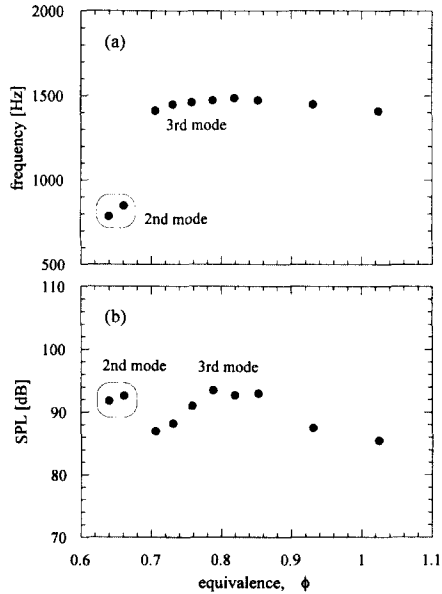 2000
(a)
1500
3rd mode
frequency [Hz]
1000
2nd mode
500
110
(b)
100
2nd mode
3rd mode
SPL [dB]
90
80
70
0.6 0.7 0.8 0.9 1 1.1
equivalence, ϕ